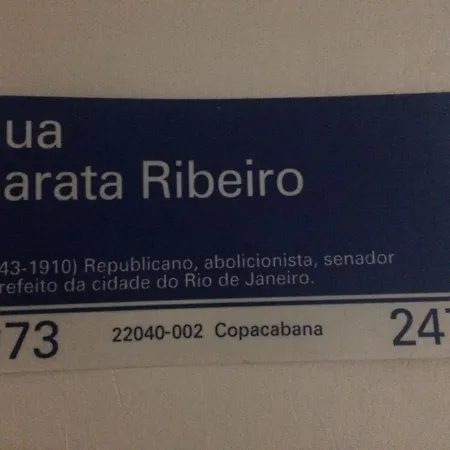 ua
arata Ribeiro
43-1910) Republicano, abolicionista, senador
refeito da cidade do Rio de Janeiro.
73 22040-002 Copacabana 247